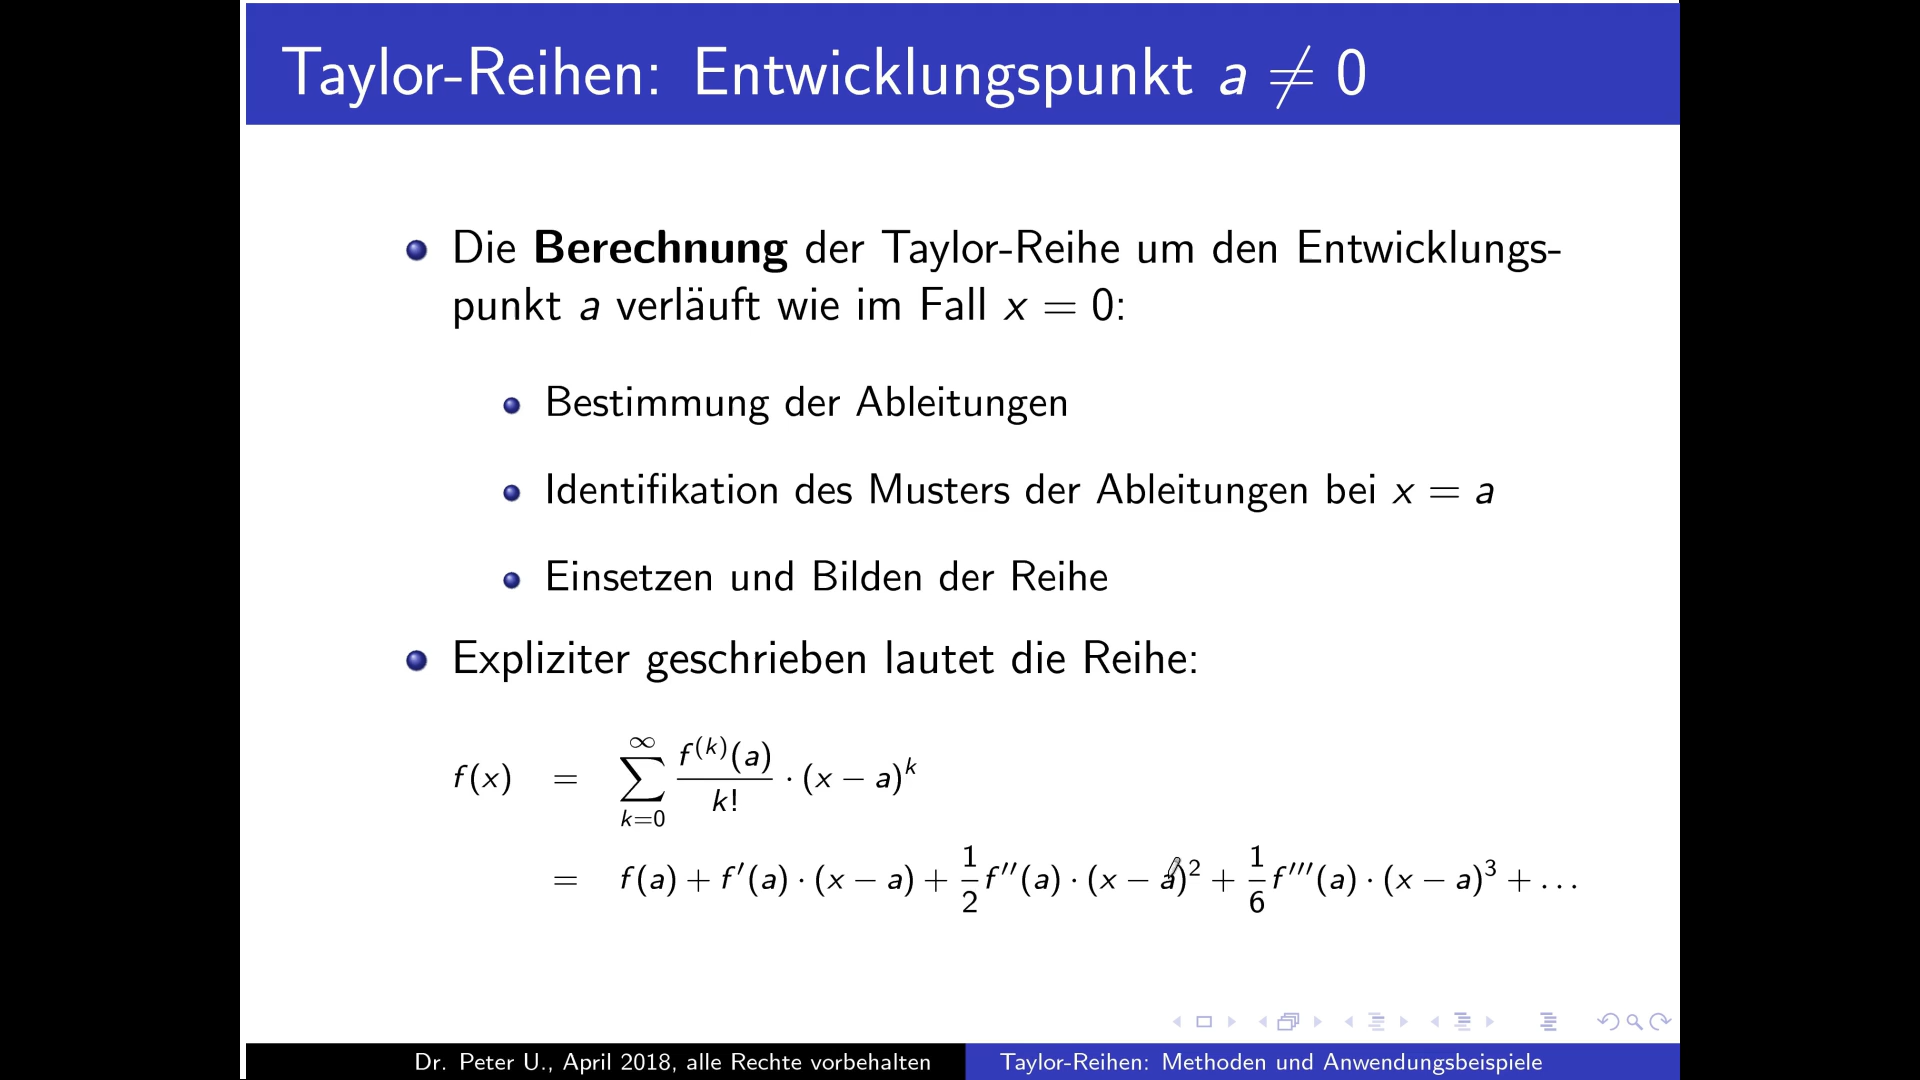 Taylor-Reihen: Entwicklungspunkt a ≠ 0
Die Berechnung der Taylor-Reihe um den Entwicklungs-
punkt a verläuft wie im Fall x = 0:
Bestimmung der Ableitungen
Identifikation des Musters der Ableitungen bei x = a
Einsetzen und Bilden der Reihe
Expliziter geschrieben lautet die Reihe:
f(x) = ∑_{k=0}^{∞} f^{(k)}(a)/k! · (x − a)^k
= f(a) + f′(a) · (x − a) + 1/2 f″(a) · (x − a)² + 1/6 f‴(a) · (x − a)³ + ...
Dr. Peter U., April 2018, alle Rechte vorbehalten
Taylor-Reihen: Methoden und Anwendungsbeispiele